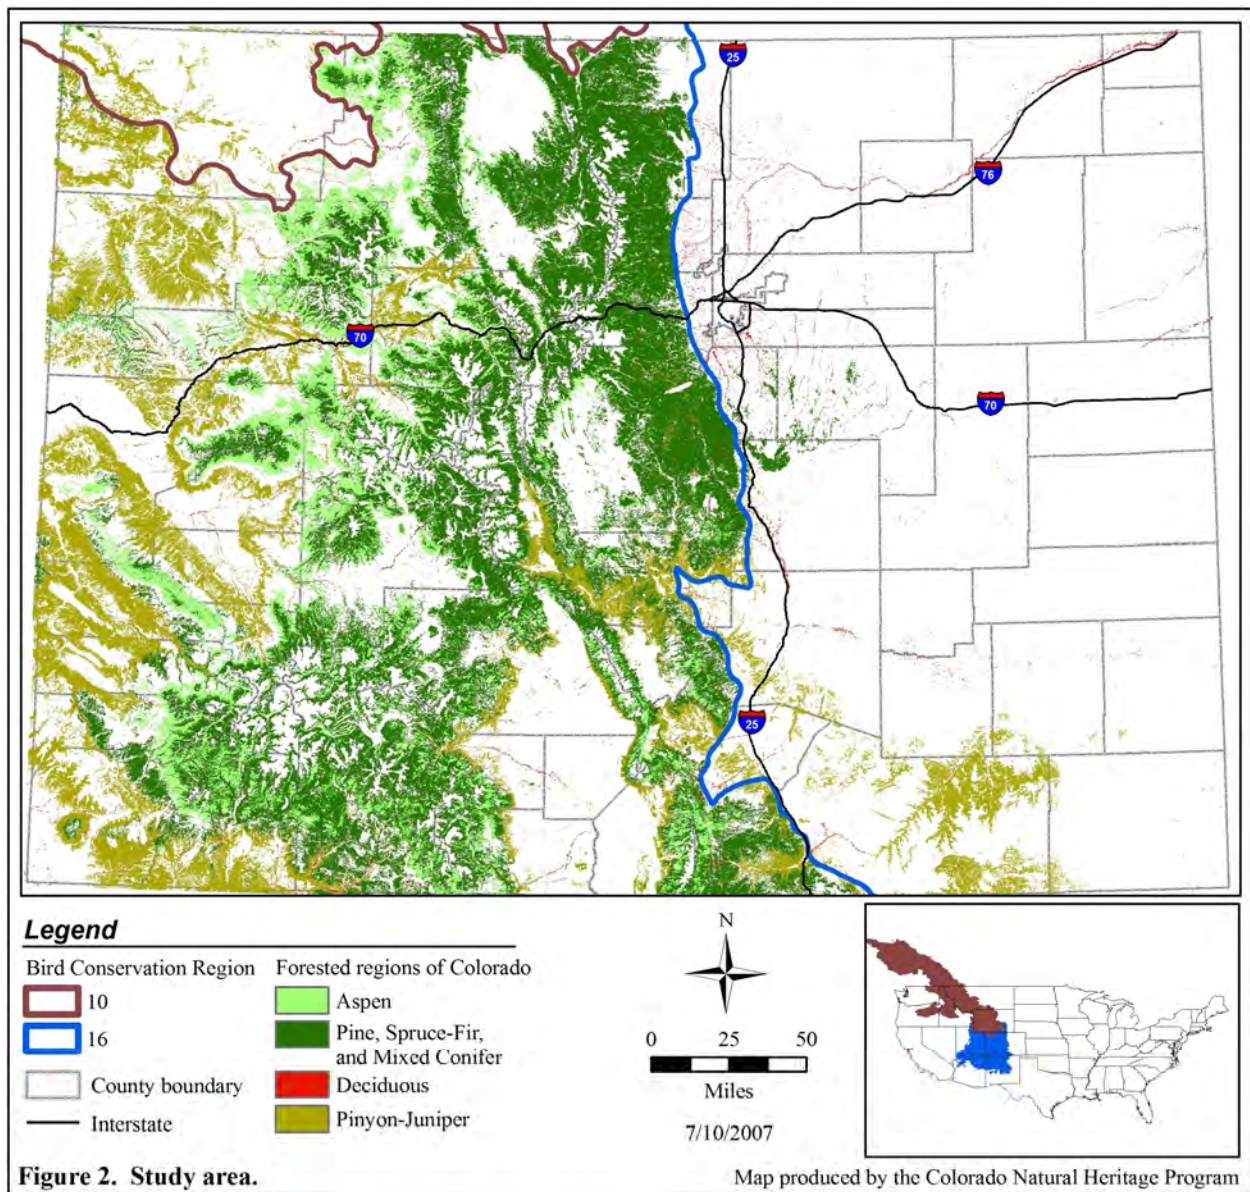 25
76
70
70
25
Legend
Bird Conservation Region
10
16
County boundary
Interstate
Forested regions of Colorado
Aspen
Pine, Spruce-Fir,
and Mixed Conifer
Deciduous
Pinyon-Juniper
N
0 25 50
Miles
7/10/2007
Figure 2. Study area.
Map produced by the Colorado Natural Heritage Program